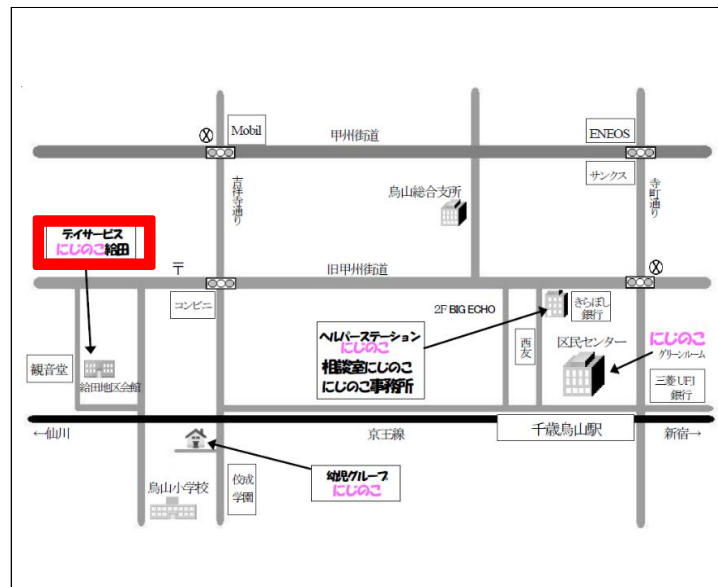 Mobil
甲州街道
ENEOS
サンクス
吉祥寺通り
烏山総合支所
寺町通り
デイサービス
にじのこ給田
〒
旧甲州街道
コンビニ
2F BIG ECHO
きらぼし
銀行
ヘルパーステーション
にじのこ
相談室にじのこ
にじのこ事務所
西友
区民センター
にじのこ
グリーンルーム
観音堂
給田地区会館
三菱UFJ
銀行
←仙川
京王線
千歳烏山駅
新宿→
幼児グループ
にじのこ
烏山小学校
佼成
学園